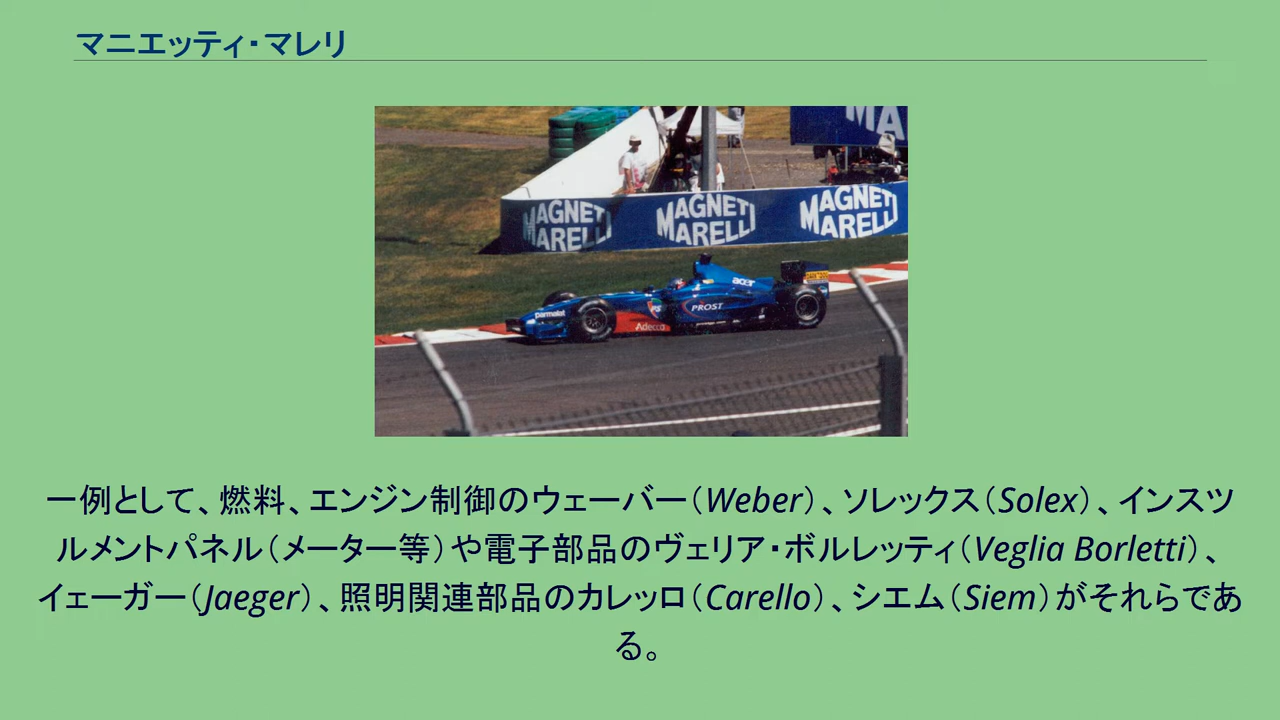 マニエッティ・マレリ
MA
MAGNETI MAGNETI MAGNETI
MARELLI MARELLI MARELLI
acer
PROST
parmalat
PS
Adecco
一例として、燃料、エンジン制御のウェーバー（Weber）、ソレックス（Solex）、インスツ
ルメントパネル（メーター等）や電子部品のヴェリア・ボルレッティ（Veglia Borletti）、
イェーガー（Jaeger）、照明関連部品のカレッロ（Carello）、シエム（Siem）がそれらであ
る。